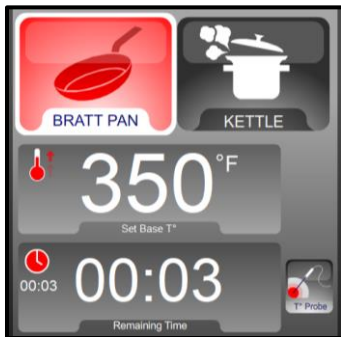 BRATT PAN
KETTLE
350°F
Set Base T°
00:03
00:03
T° Probe
Remaining Time